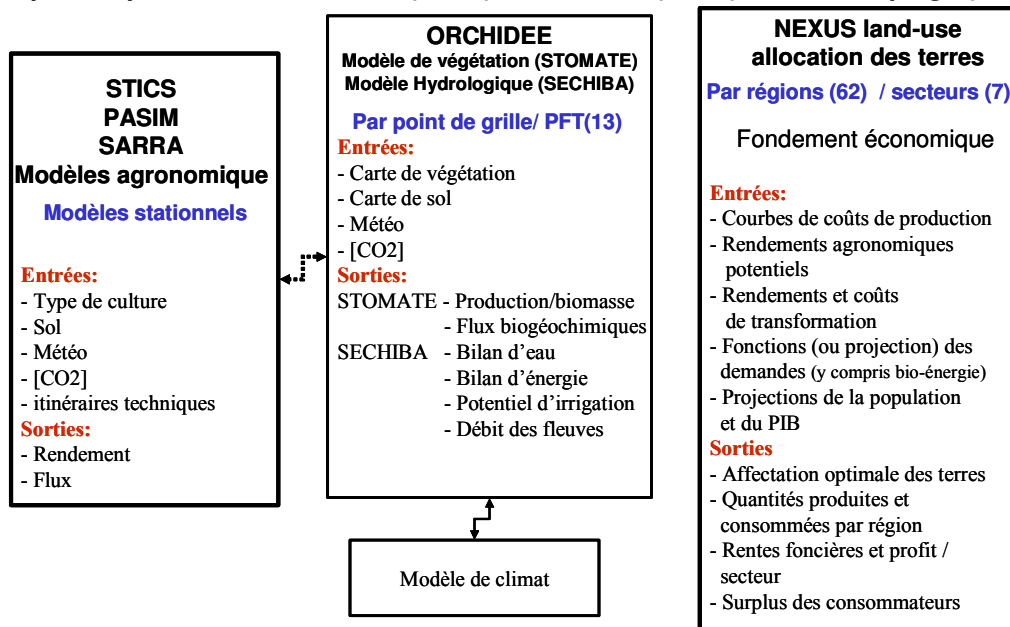 STICS
PASIM
SARRA
Modèles agronomique
Modèles stationnels
Entrées:
- Type de culture
- Sol
- Météo
- [CO2]
- itinéraires techniques
Sorties:
- Rendement
- Flux
ORCHIDEE
Modèle de végétation (STOMATE)
Modèle Hydrologique (SECHIBA)
Par point de grille/ PFT(13)
Entrées:
- Carte de végétation
- Carte de sol
- Météo
- [CO2]
Sorties:
STOMATE - Production/biomasse
- Flux biogéochimiques
SECHIBA - Bilan d’eau
- Bilan d’énergie
- Potentiel d’irrigation
- Débit des fleuves
Modèle de climat
NEXUS land-use
allocation des terres
Par régions (62) / secteurs (7)
Fondement économique
Entrées:
- Courbes de coûts de production
- Rendements agronomiques
potentiels
- Rendements et coûts
de transformation
- Fonctions (ou projection) des
demandes (y compris bio-énergie)
- Projections de la population
et du PIB
Sorties
- Affectation optimale des terres
- Quantités produites et
consommées par région
- Rentes foncières et profit /
secteur
- Surplus des consommateurs